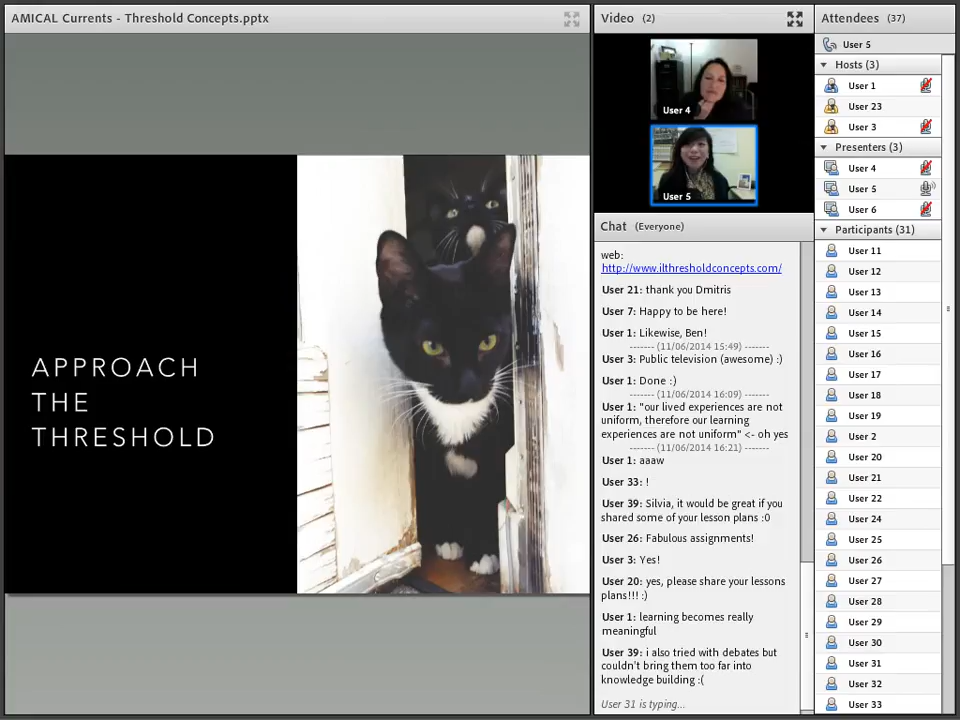 AMICAL Currents - Threshold Concepts.pptx
APPROACH
THE
THRESHOLD
Video (2)
User 4
User 5
Chat (Everyone)
web:
http://www.ilthresholdconcepts.com/
User 21: thank you Dmitris
User 7: Happy to be here!
User 1: Likewise, Ben!
------- (11/06/2014 15:49) -------
User 3: Public television (awesome) :)
User 1: Done :)
------- (11/06/2014 16:09) -------
User 1: "our lived experiences are not
uniform, therefore our learning
experiences are not uniform" <- oh yes
------- (11/06/2014 16:21) -------
User 1: aaaw
User 33: !
User 39: Silvia, it would be great if you
shared some of your lesson plans :0
User 26: Fabulous assignments!
User 3: Yes!
User 20: yes, please share your lessons
plans!!! :)
User 1: learning becomes really
meaningful
User 39: i also tried with debates but
couldn't bring them too far into
knowledge building :(
User 31 is typing...
Attendees (37)
User 5
Hosts (3)
User 1
User 23
User 3
Presenters (3)
User 4
User 5
User 6
Participants (31)
User 11
User 12
User 13
User 14
User 15
User 16
User 17
User 18
User 19
User 2
User 20
User 21
User 22
User 24
User 25
User 26
User 27
User 28
User 29
User 30
User 31
User 32
User 33